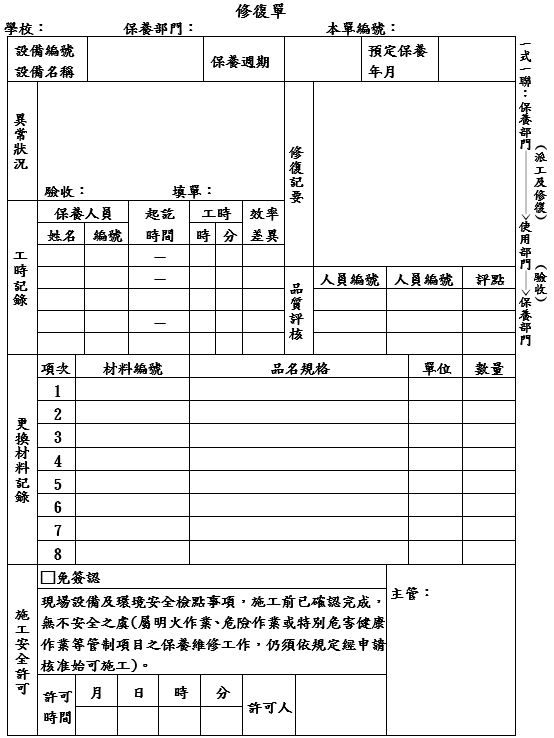 修復單
學校： 保養部門： 本單編號：
設備編號
設備名稱
保養週期
預定保養
年月
異常狀況
驗收： 填單：
修復記要
工時記錄
保養人員 起訖 工時 效率
姓名 編號 時間 時 分 差異
—
—
—
品質評核
人員編號 人員編號 評點
更換材料記錄
項次 材料編號 品名規格 單位 數量
1
2
3
4
5
6
7
8
施工安全許可
□免簽認
現場設備及環境安全檢點事項，施工前已確認完成，
無不安全之虞(屬明火作業、危險作業或特別危害健康
作業等管制項目之保養維修工作，仍須依規定經申請
核准始可施工)。
許可
時間
月 日 時 分
許可人
主管：
一式一聯：保養部門→使用部門→保養部門
(派工及修復)
(驗收)